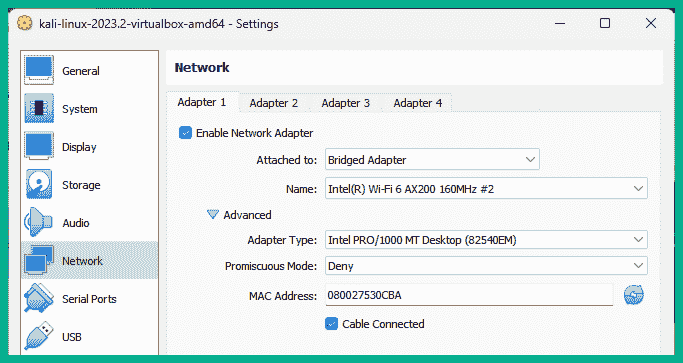 kali-linux-2023.2-virtualbox-amd64 - Settings
General
System
Display
Storage
Audio
Network
Serial Ports
USB
Network
Adapter 1 Adapter 2 Adapter 3 Adapter 4
Enable Network Adapter
Attached to: Bridged Adapter
Name: Intel(R) Wi-Fi 6 AX200 160MHz #2
Advanced
Adapter Type: Intel PRO/1000 MT Desktop (82540EM)
Promiscuous Mode: Deny
MAC Address: 080027530CBA
Cable Connected